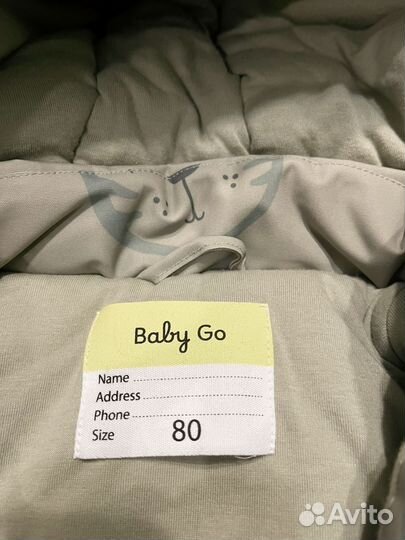 Baby Go
Name
Address
Phone
Size 80
Avito